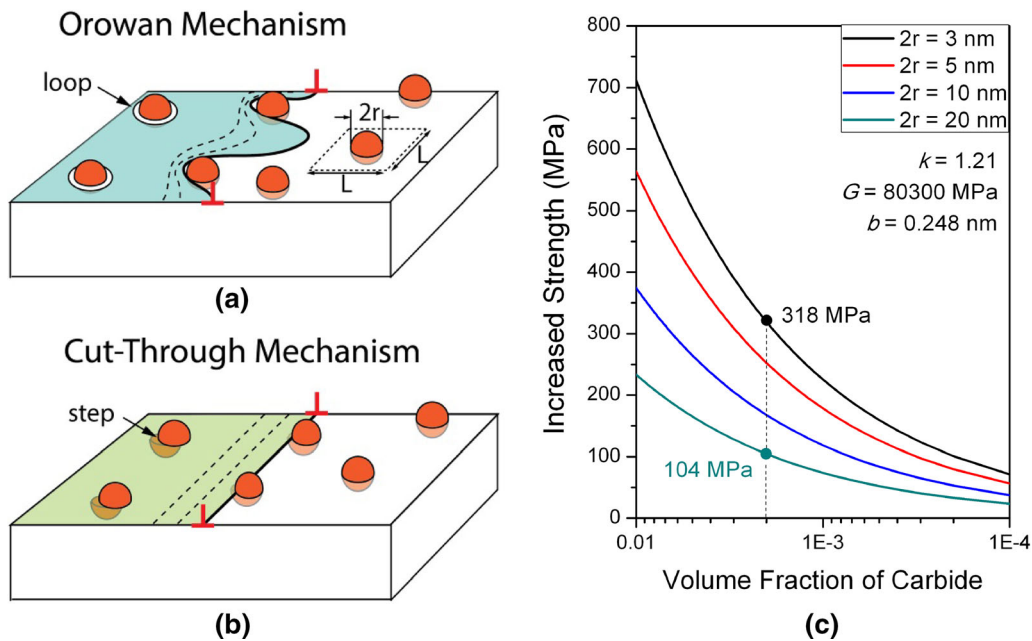 Orowan Mechanism
loop
2r
L
L
(a)
Cut-Through Mechanism
step
(b)
Increased Strength (MPa)
800
700
600
500
400
300
200
100
0
2r = 3 nm
2r = 5 nm
2r = 10 nm
2r = 20 nm
k = 1.21
G = 80300 MPa
b = 0.248 nm
318 MPa
104 MPa
0.01
1E-3
1E-4
Volume Fraction of Carbide
(c)